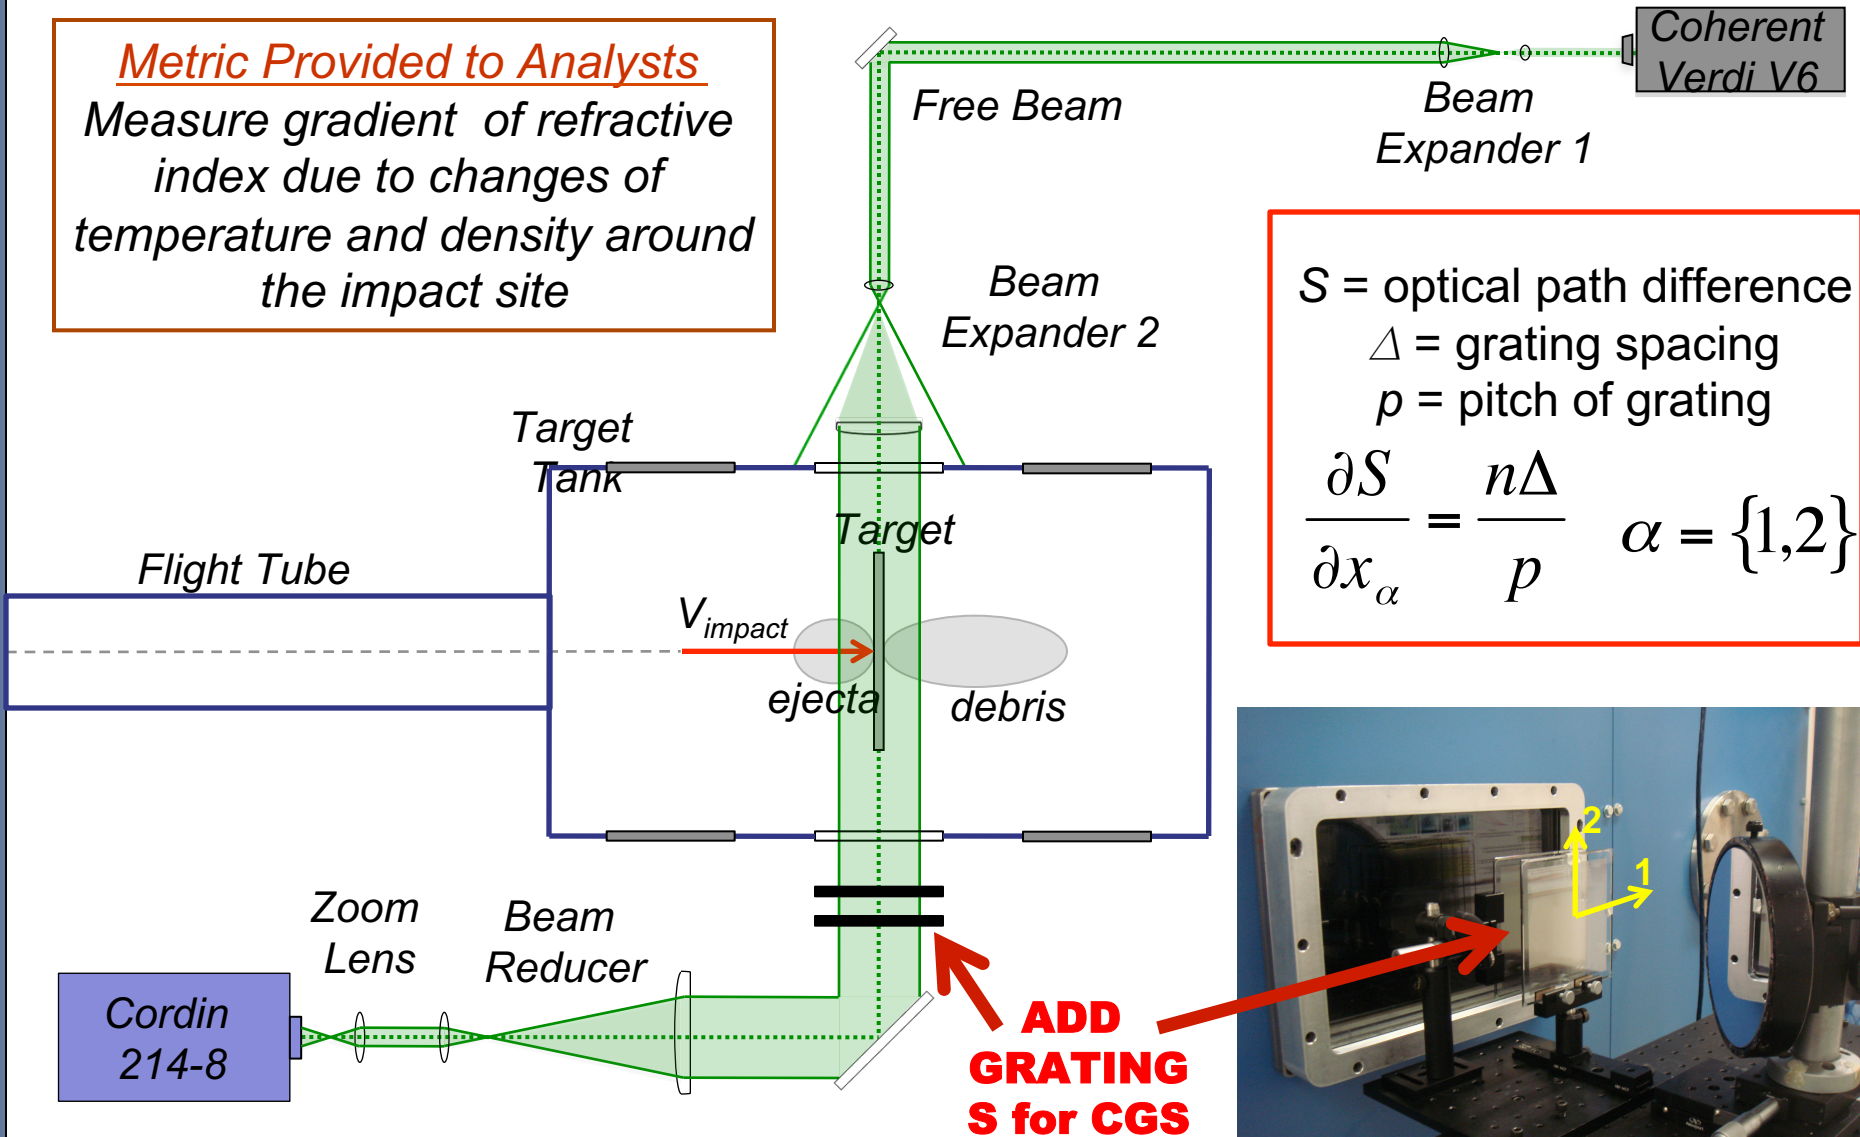 Metric Provided to Analysts
Measure gradient of refractive
index due to changes of
temperature and density around
the impact site
Coherent
Verdi V6
Free Beam
Beam
Expander 1
Beam
Expander 2
S = optical path difference
Δ = grating spacing
p = pitch of grating
∂S/∂xα = nΔ/p α = {1,2}
Target
Tank
Target
Flight Tube
Vimpact
ejecta
debris
Zoom
Lens
Beam
Reducer
Cordin
214-8
ADD
GRATING
S for CGS
2
1